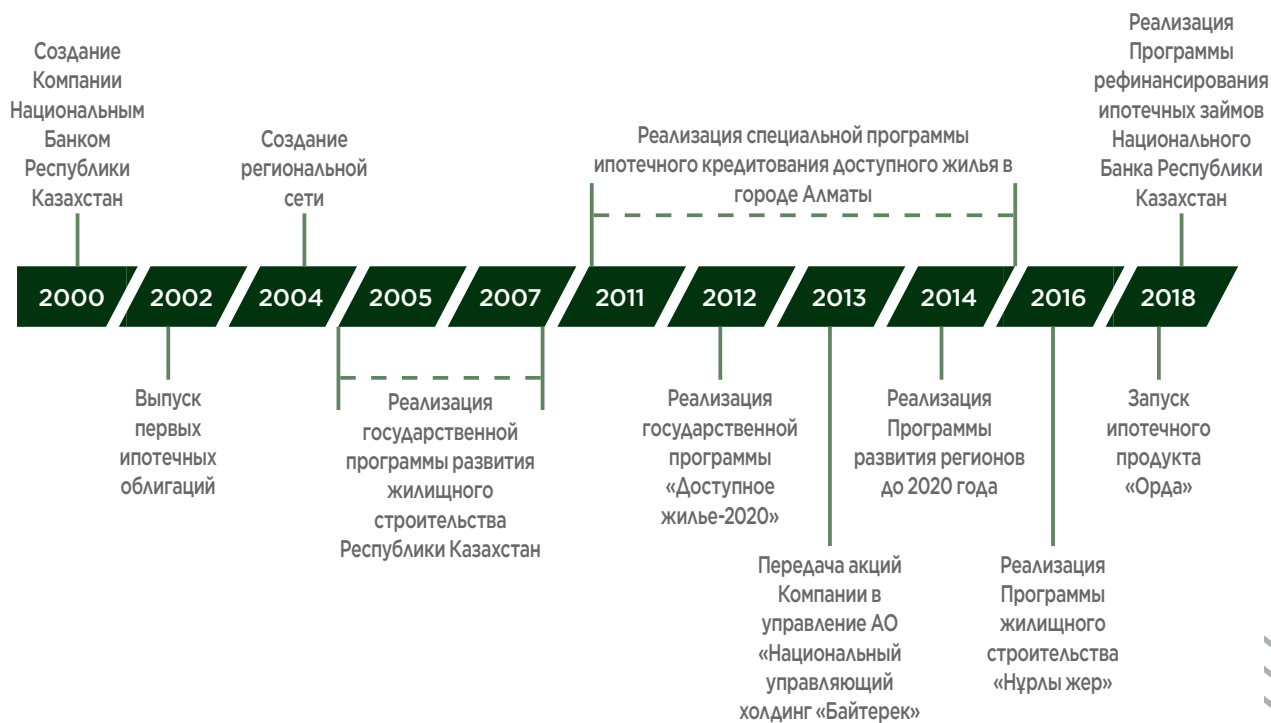 Создание
Компании
Национальным
Банком
Республики
Казахстан
Создание
региональной
сети
Реализация специальной программы
ипотечного кредитования доступного жилья в
городе Алматы
Реализация
Программы
рефинансирования
ипотечных займов
Национального
Банка Республики
Казахстан
2000
2002
2004
2005
2007
2011
2012
2013
2014
2016
2018
Выпуск
первых
ипотечных
облигаций
Реализация
государственной
программы развития
жилищного
строительства
Республики Казахстан
Реализация
государственной
программы
«Доступное
жилье-2020»
Передача акций
Компании в
управление АО
«Национальный
управляющий
холдинг «Байтерек»
Реализация
Программы
развития регионов
до 2020 года
Реализация
Программы
жилищного
строительства
«Нұрлы жер»
Запуск
ипотечного
продукта
«Орда»